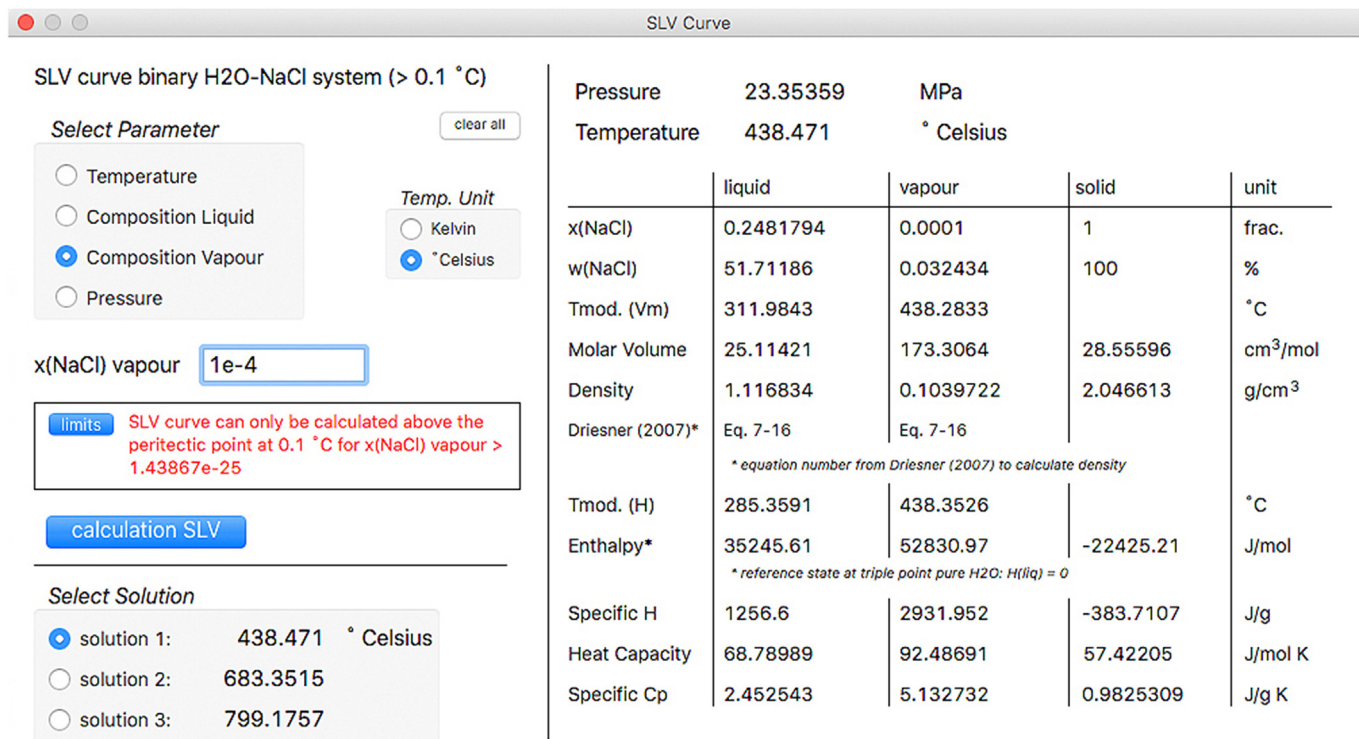 SLV Curve
SLV curve binary H2O-NaCl system (> 0.1 ˚C)
Select Parameter
clear all
Temperature
Composition Liquid
Composition Vapour
Pressure
Temp. Unit
Kelvin
˚Celsius
x(NaCl) vapour 1e-4
limits
SLV curve can only be calculated above the
peritectic point at 0.1 ˚C for x(NaCl) vapour >
1.43867e-25
calculation SLV
Select Solution
solution 1: 438.471 ˚ Celsius
solution 2: 683.3515
solution 3: 799.1757
Pressure 23.35359 MPa
Temperature 438.471 ˚ Celsius
liquid vapour solid unit
x(NaCl) 0.2481794 0.0001 1 frac.
w(NaCl) 51.71186 0.032434 100 %
Tmod. (Vm) 311.9843 438.2833 ˚C
Molar Volume 25.11421 173.3064 28.55596 cm3/mol
Density 1.116834 0.1039722 2.046613 g/cm3
Driesner (2007)* Eq. 7-16 Eq. 7-16
* equation number from Driesner (2007) to calculate density
Tmod. (H) 285.3591 438.3526 ˚C
Enthalpy* 35245.61 52830.97 -22425.21 J/mol
* reference state at triple point pure H2O: H(liq) = 0
Specific H 1256.6 2931.952 -383.7107 J/g
Heat Capacity 68.78989 92.48691 57.42205 J/mol K
Specific Cp 2.452543 5.132732 0.9825309 J/g K